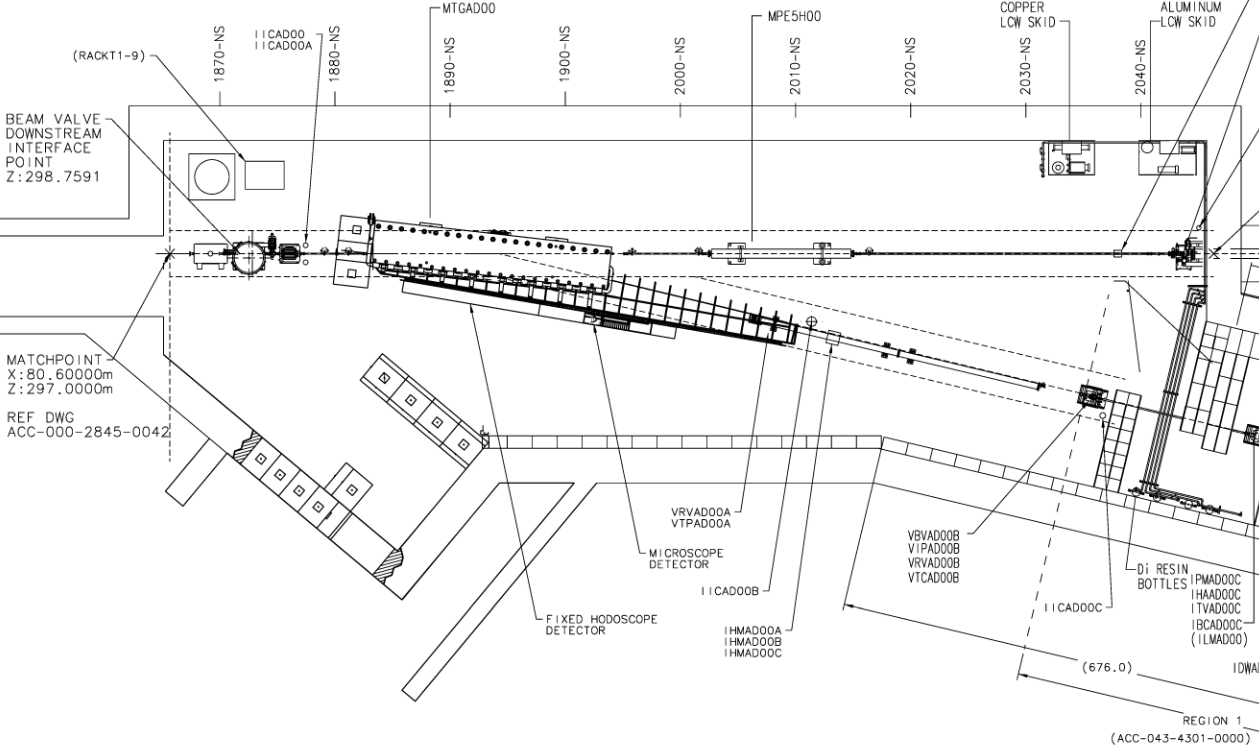 MTGAD00
MPE5H00
COPPER
LCW SKID
ALUMINUM
LCW SKID
IICAD00
IICAD00A
(RACKT1-9)
1870-NS
1880-NS
1890-NS
1900-NS
2000-NS
2010-NS
2020-NS
2030-NS
2040-NS
BEAM VALVE
DOWNSTREAM
INTERFACE
POINT
Z:298.7591
MATCHPOINT
X:80.60000m
Z:297.0000m
REF DWG
ACC-000-2845-0042
VRVAD00A
VTPAD00A
MICROSCOPE
DETECTOR
IICAD00B
FIXED HODOSCOPE
DETECTOR
IHMAD00A
IHMAD00B
IHMAD00C
VBVAD00B
VIPAD00B
VRVAD00B
VTCAD00B
IICAD00C
Di RESIN
BOTTLES
IPMAD00C
IHAAD00C
ITVAD00C
IBCAD00C
(ILMAD00)
(676.0)
REGION 1
(ACC-043-4301-0000)